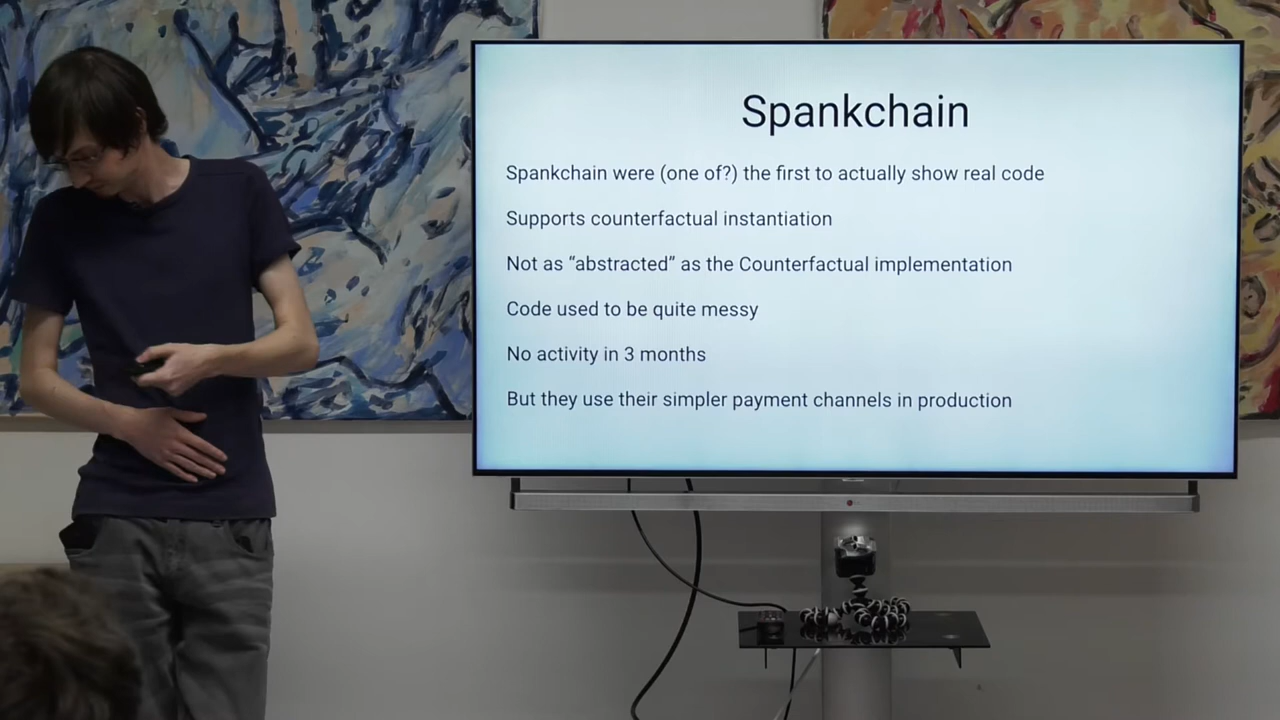 Spankchain
Spankchain were (one of?) the first to actually show real code
Supports counterfactual instantiation
Not as “abstracted” as the Counterfactual implementation
Code used to be quite messy
No activity in 3 months
But they use their simpler payment channels in production